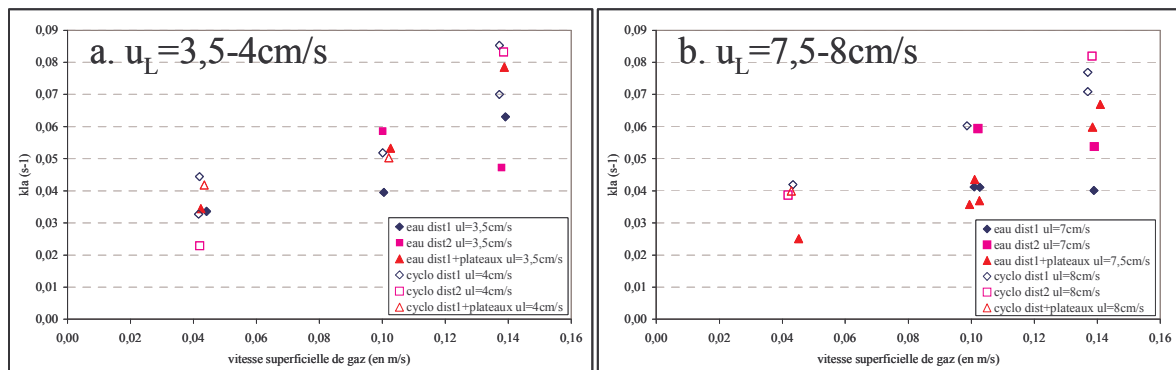 a. uL=3,5-4cm/s
0,09
0,08
0,07
0,06
0,05
0,04
0,03
0,02
0,01
0,00
kla (s-1)
eau dist1 ul=3,5cm/s
eau dist2 ul=3,5cm/s
eau dist1+plateaux ul=3,5cm/s
cyclo dist1 ul=4cm/s
cyclo dist2 ul=4cm/s
cyclo dist1+plateaux ul=4cm/s
0,00 0,02 0,04 0,06 0,08 0,10 0,12 0,14 0,16
vitesse superficielle de gaz (en m/s)
b. uL=7,5-8cm/s
0,09
0,08
0,07
0,06
0,05
0,04
0,03
0,02
0,01
0,00
kla (s-1)
eau dist1 ul=7cm/s
eau dist2 ul=7cm/s
eau dist1+plateaux ul=7,5cm/s
cyclo dist1 ul=8cm/s
cyclo dist2 ul=8cm/s
cyclo dist+plateaux ul=8cm/s
0,00 0,02 0,04 0,06 0,08 0,10 0,12 0,14 0,16
vitesse superficielle de gaz (en m/s)